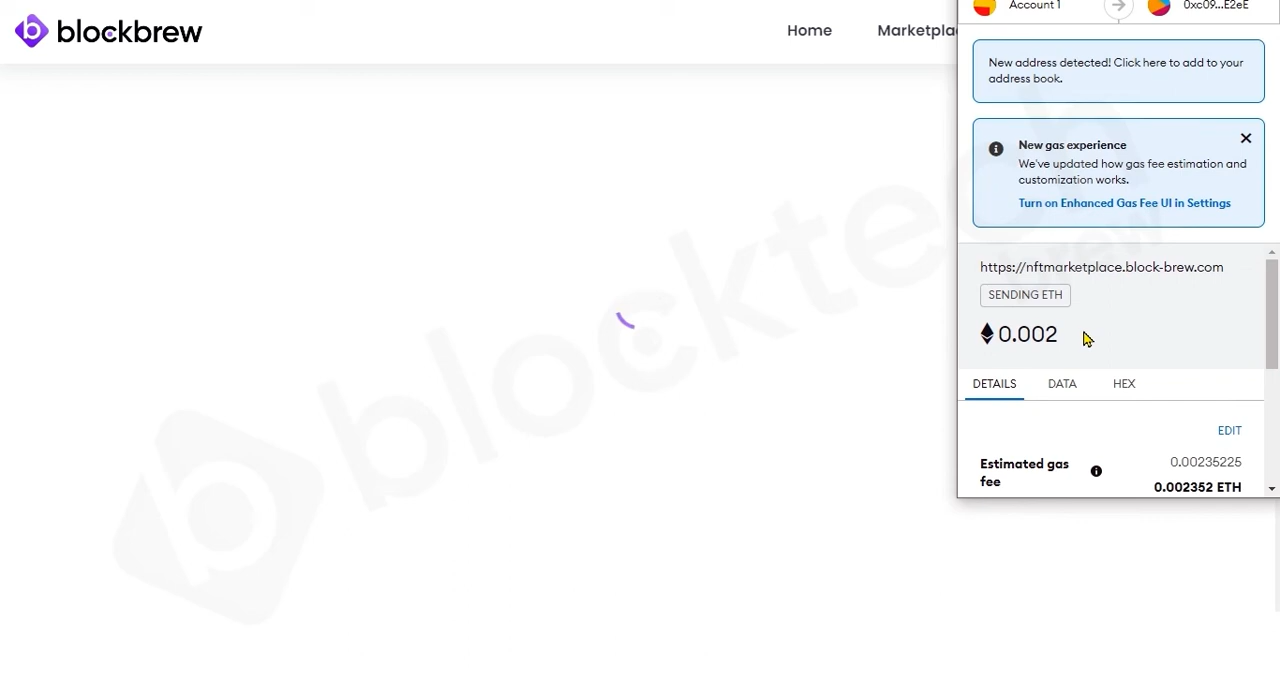 blockbrew
Home
Marketplac
Account 1
0xc09...E2eE
New address detected! Click here to add to your
address book.
New gas experience
We've updated how gas fee estimation and
customization works.
Turn on Enhanced Gas Fee UI in Settings
https://nftmarketplace.block-brew.com
SENDING ETH
0.002
DETAILS
DATA
HEX
EDIT
Estimated gas
fee
0.00235225
0.002352 ETH
blocktech
brew